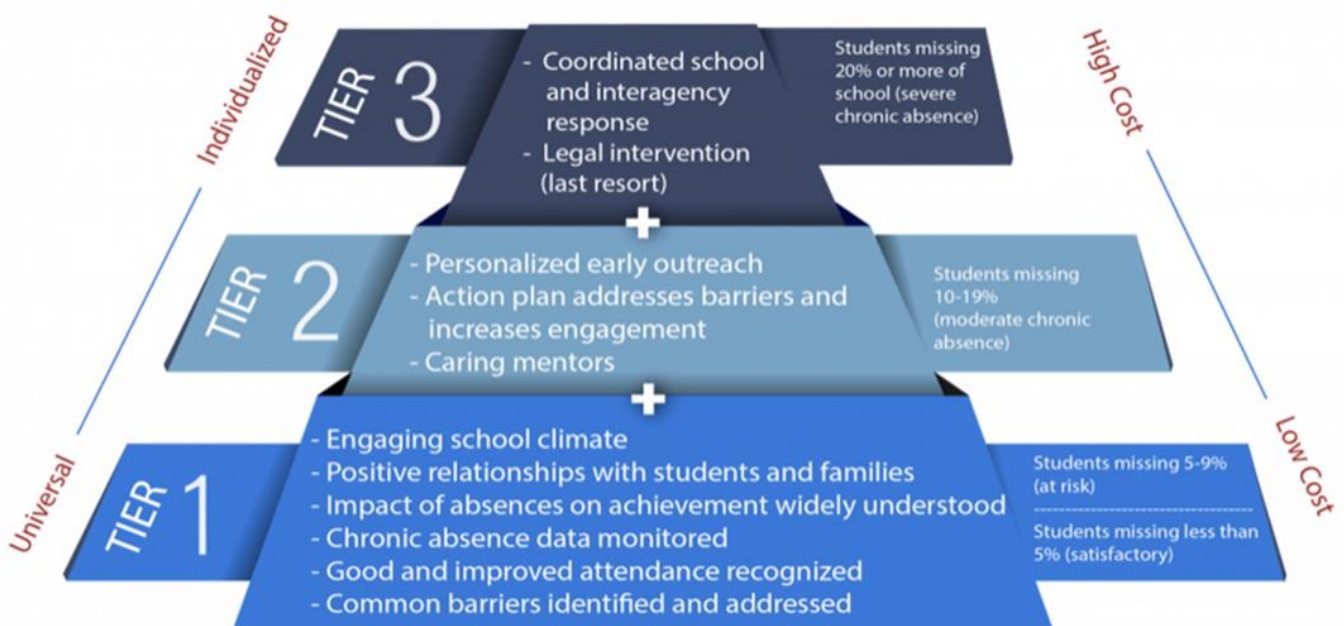 Individualized
High Cost
TIER 3
- Coordinated school
and interagency
response
- Legal intervention
(last resort)
Students missing
20% or more of
school (severe
chronic absence)
+
TIER 2
- Personalized early outreach
- Action plan addresses barriers and
increases engagement
- Caring mentors
Students missing
10-19%
(moderate chronic
absence)
+
Universal
Low Cost
TIER 1
- Engaging school climate
- Positive relationships with students and families
- Impact of absences on achievement widely understood
- Chronic absence data monitored
- Good and improved attendance recognized
- Common barriers identified and addressed
Students missing 5-9%
(at risk)
Students missing less than
5% (satisfactory)